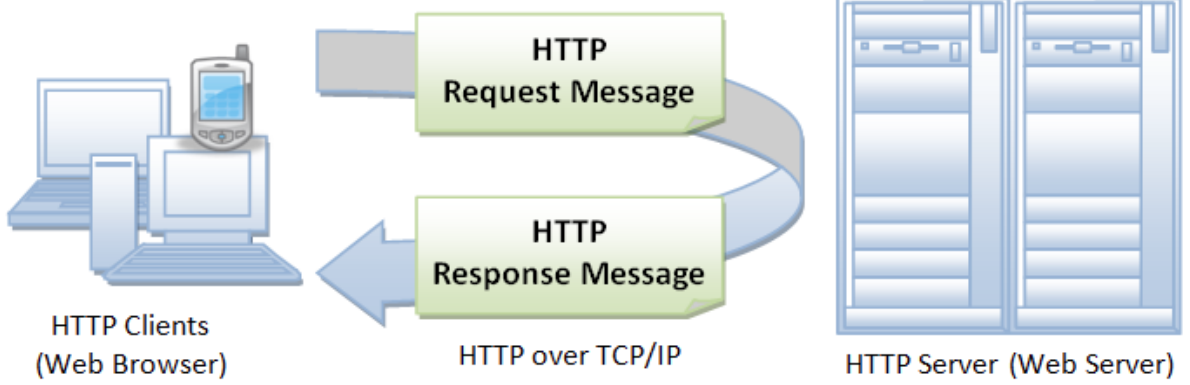 HTTP
Request Message
HTTP
Response Message
HTTP Clients
(Web Browser)
HTTP over TCP/IP
HTTP Server (Web Server)